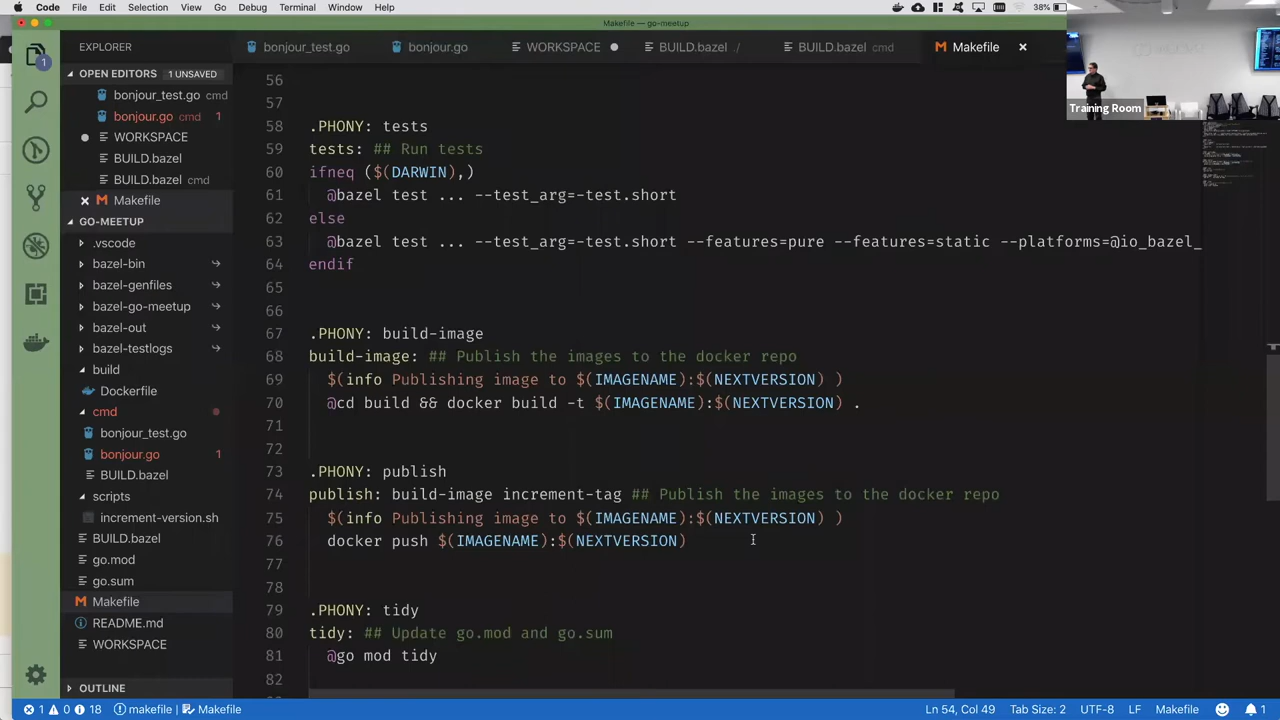 Code File Edit Selection View Go Debug Terminal Window Help 38%
Makefile — go-meetup
EXPLORER
bonjour_test.go
bonjour.go
WORKSPACE
BUILD.bazel ./
BUILD.bazel cmd
Makefile
Training Room
1
OPEN EDITORS 1 UNSAVED
bonjour_test.go cmd
bonjour.go cmd 1
WORKSPACE
BUILD.bazel
BUILD.bazel cmd
Makefile
GO-MEETUP
.vscode
bazel-bin
bazel-genfiles
bazel-go-meetup
bazel-out
bazel-testlogs
build
Dockerfile
cmd
bonjour_test.go
bonjour.go 1
BUILD.bazel
scripts
increment-version.sh
BUILD.bazel
go.mod
go.sum
Makefile
README.md
WORKSPACE
OUTLINE
56
57
58 .PHONY: tests
59 tests: ## Run tests
60 ifneq ($(DARWIN),)
61 @bazel test ... --test_arg=-test.short
62 else
63 @bazel test ... --test_arg=-test.short --features=pure --features=static --platforms=@io_bazel_
64 endif
65
66
67 .PHONY: build-image
68 build-image: ## Publish the images to the docker repo
69 $(info Publishing image to $(IMAGENAME):$(NEXTVERSION) )
70 @cd build && docker build -t $(IMAGENAME):$(NEXTVERSION) .
71
72
73 .PHONY: publish
74 publish: build-image increment-tag ## Publish the images to the docker repo
75 $(info Publishing image to $(IMAGENAME):$(NEXTVERSION) )
76 docker push $(IMAGENAME):$(NEXTVERSION)
77
78
79 .PHONY: tidy
80 tidy: ## Update go.mod and go.sum
81 @go mod tidy
82
1 0 18 makefile Makefile Ln 54, Col 49 Tab Size: 2 UTF-8 LF Makefile 1